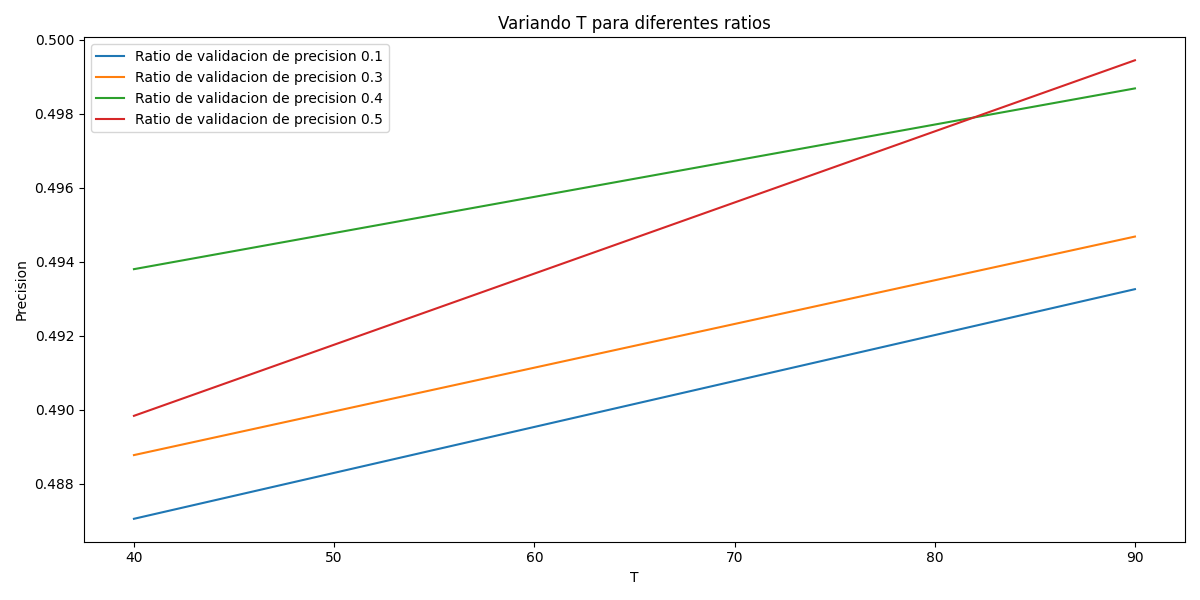 Variando T para diferentes ratios
Ratio de validacion de precision 0.1
Ratio de validacion de precision 0.3
Ratio de validacion de precision 0.4
Ratio de validacion de precision 0.5
Precision
0.500
0.498
0.496
0.494
0.492
0.490
0.488
40 50 60 70 80 90
T